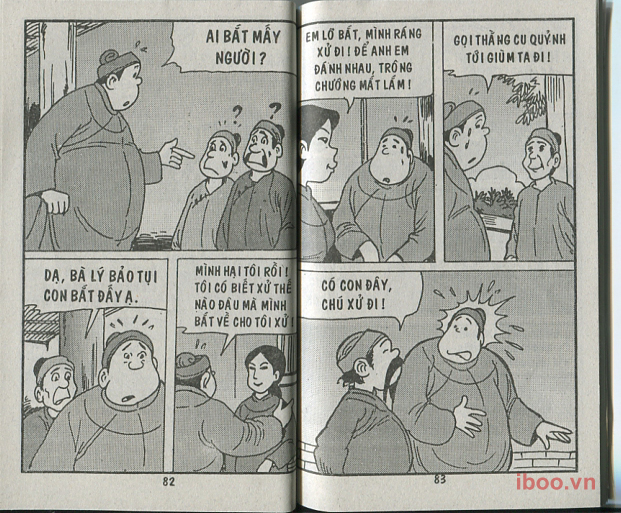 AI BẮT MẤY
NGƯỜI ?
?
?
DẠ, BÀ LÝ BẢO TỤI
CON BẮT ĐẤY Ạ.
MÌNH HẠI TÔI RỒI !
TÔI CÓ BIẾT XỬ THẾ
NÀO ĐÂU MÀ MÌNH
BẮT VỀ CHO TÔI XỬ !
82
EM LỠ BẮT, MÌNH RÁNG
XỬ ĐI ! ĐỂ ANH EM
ĐÁNH NHAU, TRÔNG
CHƯỚNG MẮT LẮM !
GỌI THẰNG CU QUỲNH
TỚI GIÙM TA ĐI !
CÓ CON ĐÂY,
CHÚ XỬ ĐI !
83
iboo.vn